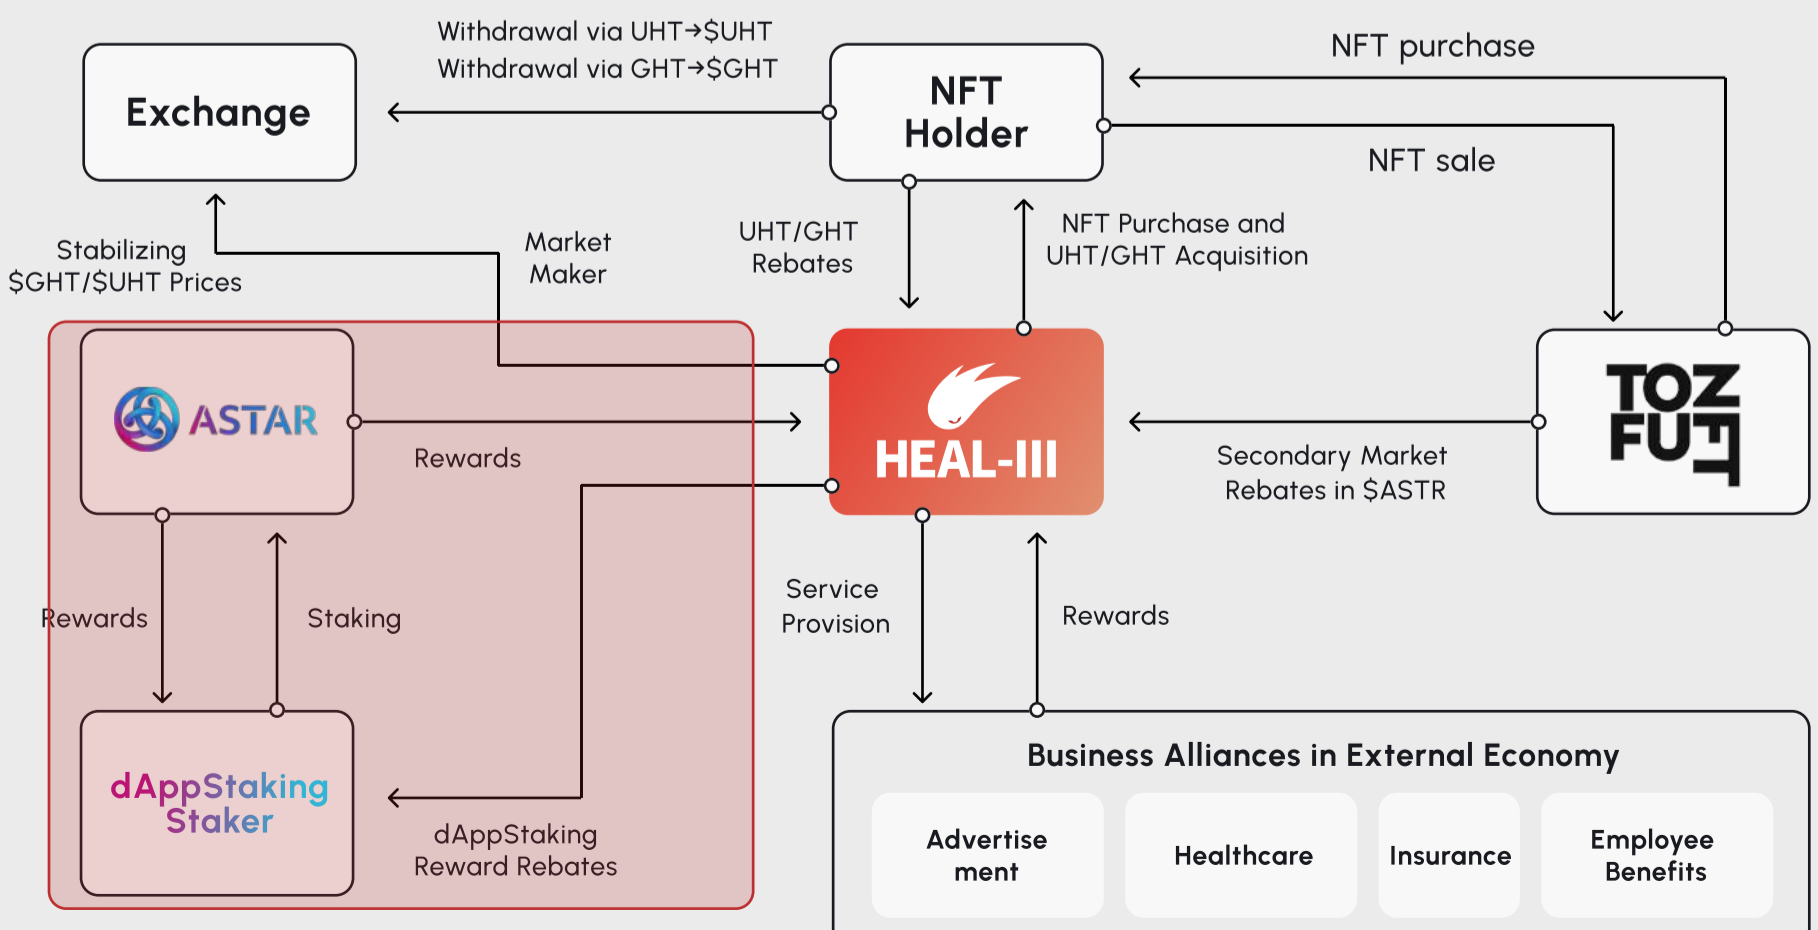 Withdrawal via UHT→$UHT
Withdrawal via GHT→$GHT
Exchange
NFT
Holder
NFT purchase
NFT sale
Stabilizing
$GHT/$UHT Prices
Market
Maker
UHT/GHT
Rebates
NFT Purchase and
UHT/GHT Acquisition
ASTAR
Rewards
HEAL-III
Secondary Market
Rebates in $ASTR
TOZ
FUFT
Rewards
Staking
Service
Provision
Rewards
dAppStaking
Staker
dAppStaking
Reward Rebates
Business Alliances in External Economy
Advertise
ment
Healthcare
Insurance
Employee
Benefits